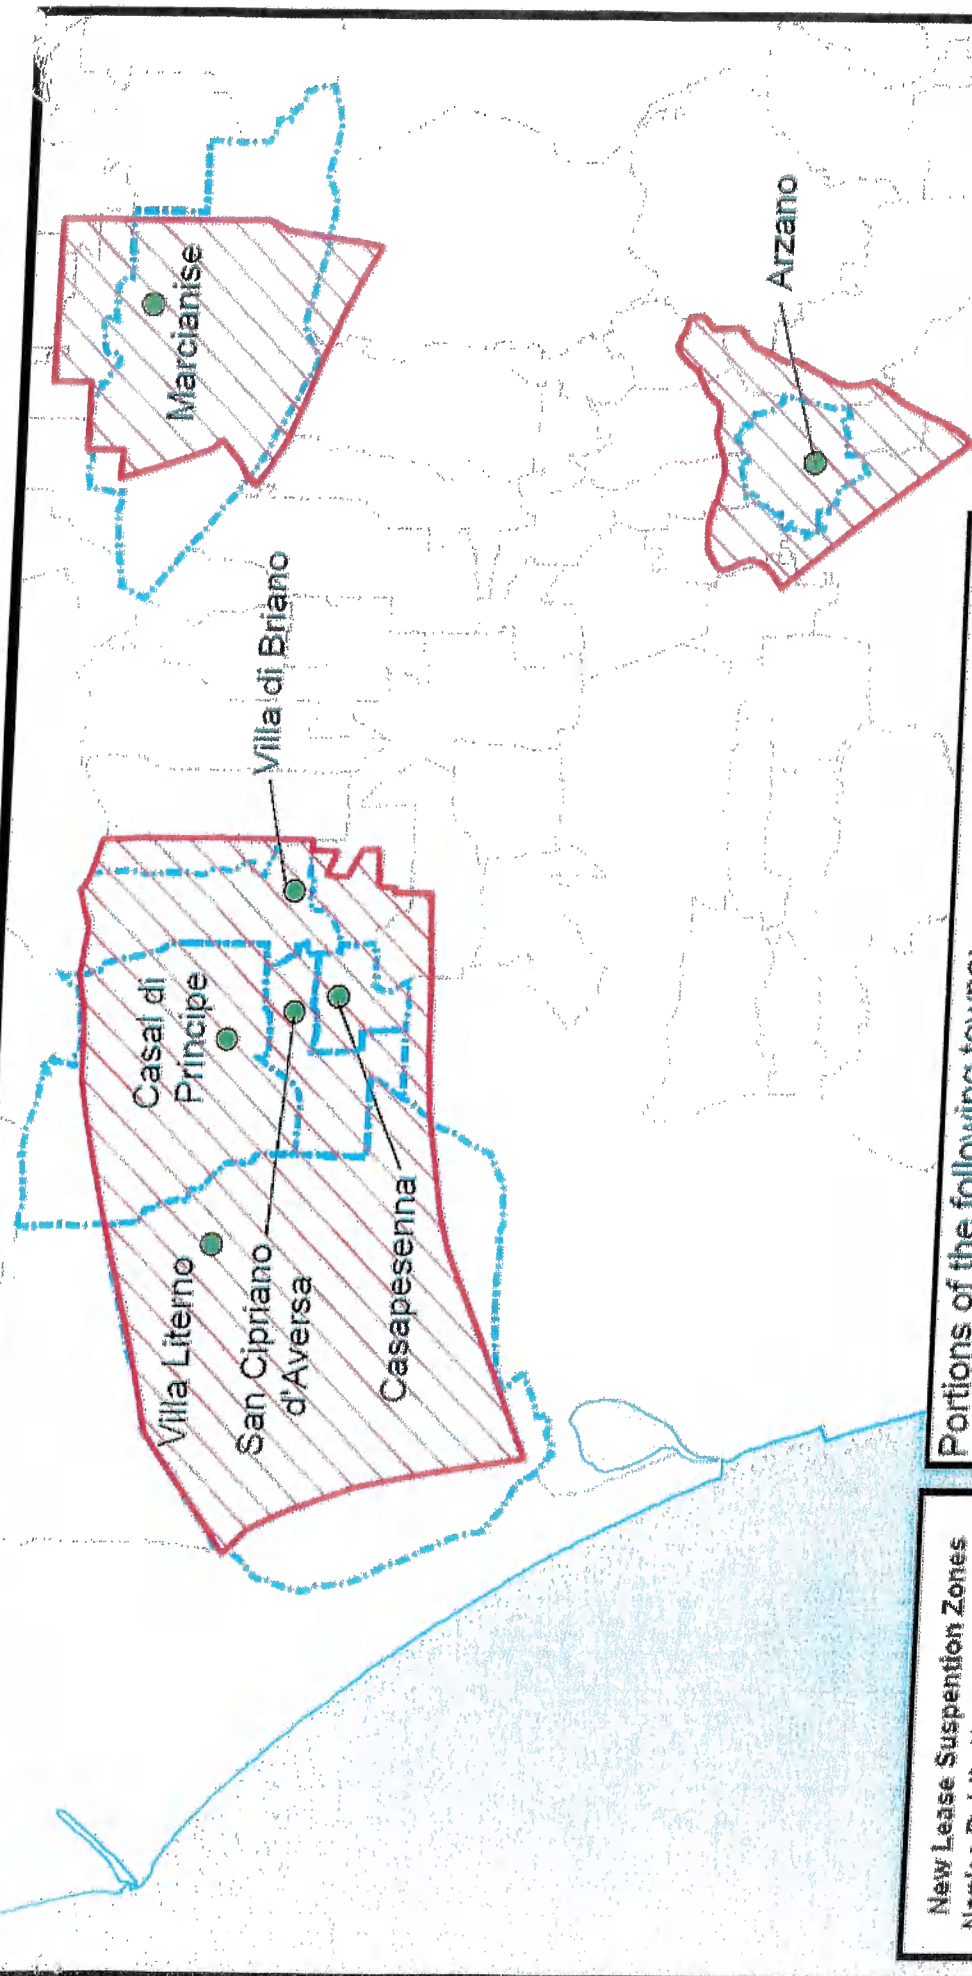 Marcianise
Arzano
Villa di Briano
Casal di
Principe
Villa Literno
San Cipriano
d'Aversa
Casapesenna
Portions of the following towns:
New Lease Suspention Zones
Naples